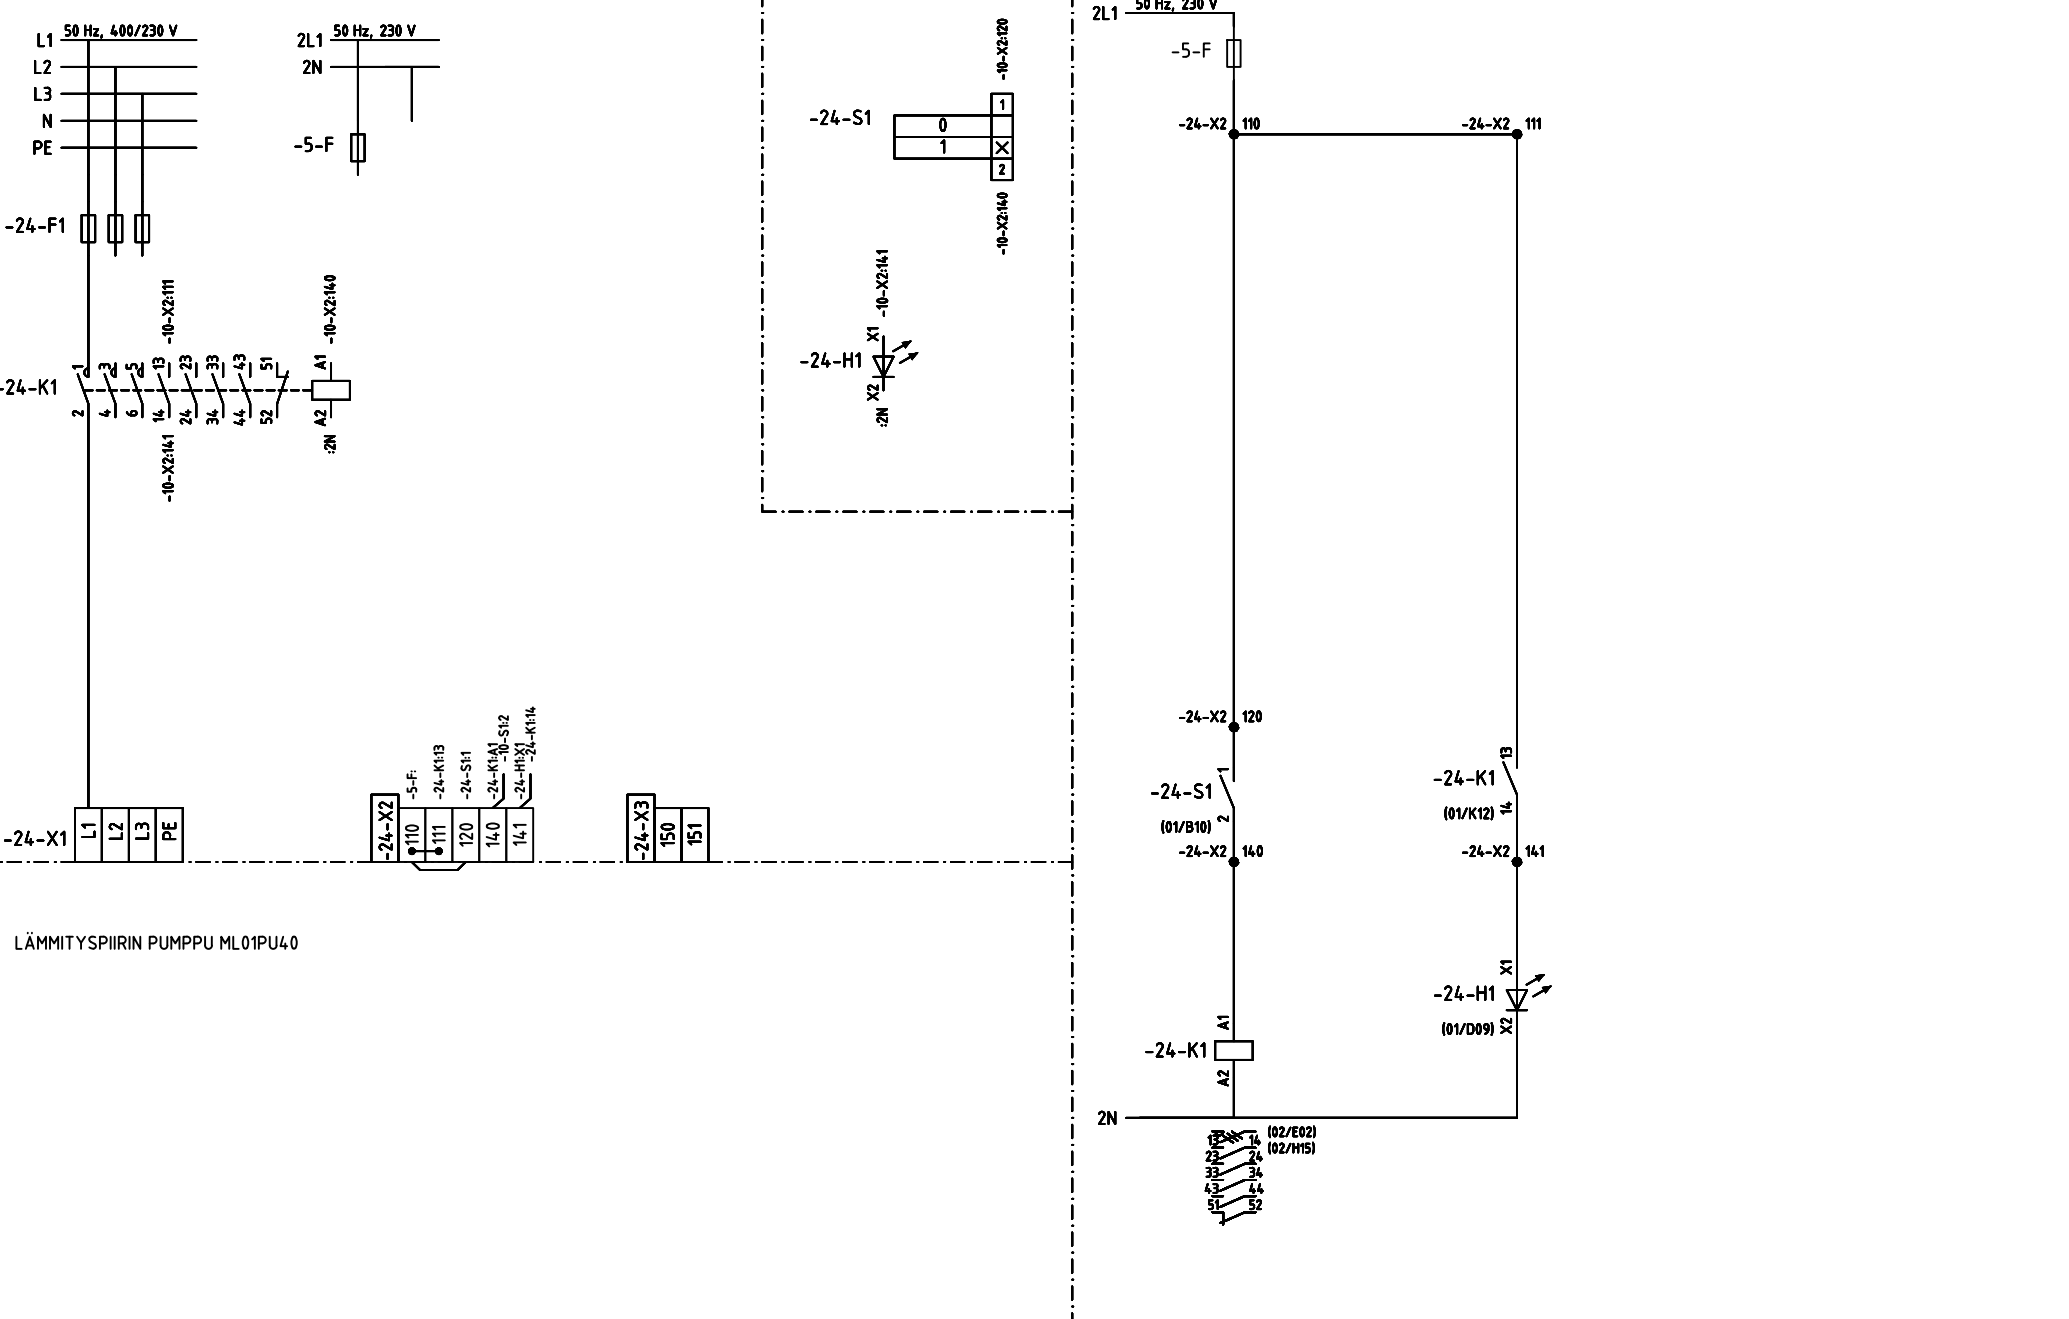 L1 50 Hz, 400/230 V
L2
L3
N
PE
-24-F1
2L1 50 Hz, 230 V
2N
-5-F
-10-X2:111
-10-X2:140
-24-K1
1 3 5 13 23 33 43 51 A1
2 4 6 14 24 34 44 52 A2
-10-X2:141
:2N
-24-X1 L1 L2 L3 PE
-5-F:
-24-K1:13
-24-S1:1
-24-K1:A1
-10-S1:2
-24-H1:X1
-24-K1:14
-24-X2 110 111 120 140 141
-24-X3 150 151
LÄMMITYSPIIRIN PUMPPU ML01PU40
-10-X2:120
-24-S1
1
0
1
2
-10-X2:140
-10-X2:141
X1
-24-H1
X2
:2N
2L1 50 Hz, 230 V
-5-F
-24-X2 110
-24-X2 111
-24-X2 120
1
-24-S1
(01/B10) 2
-24-X2 140
13
-24-K1
(01/K12) 14
-24-X2 141
X1
-24-H1
(01/D09) X2
A1
-24-K1
A2
2N
(02/E02)
13 14 (02/H15)
23 24
33 34
43 44
51 52